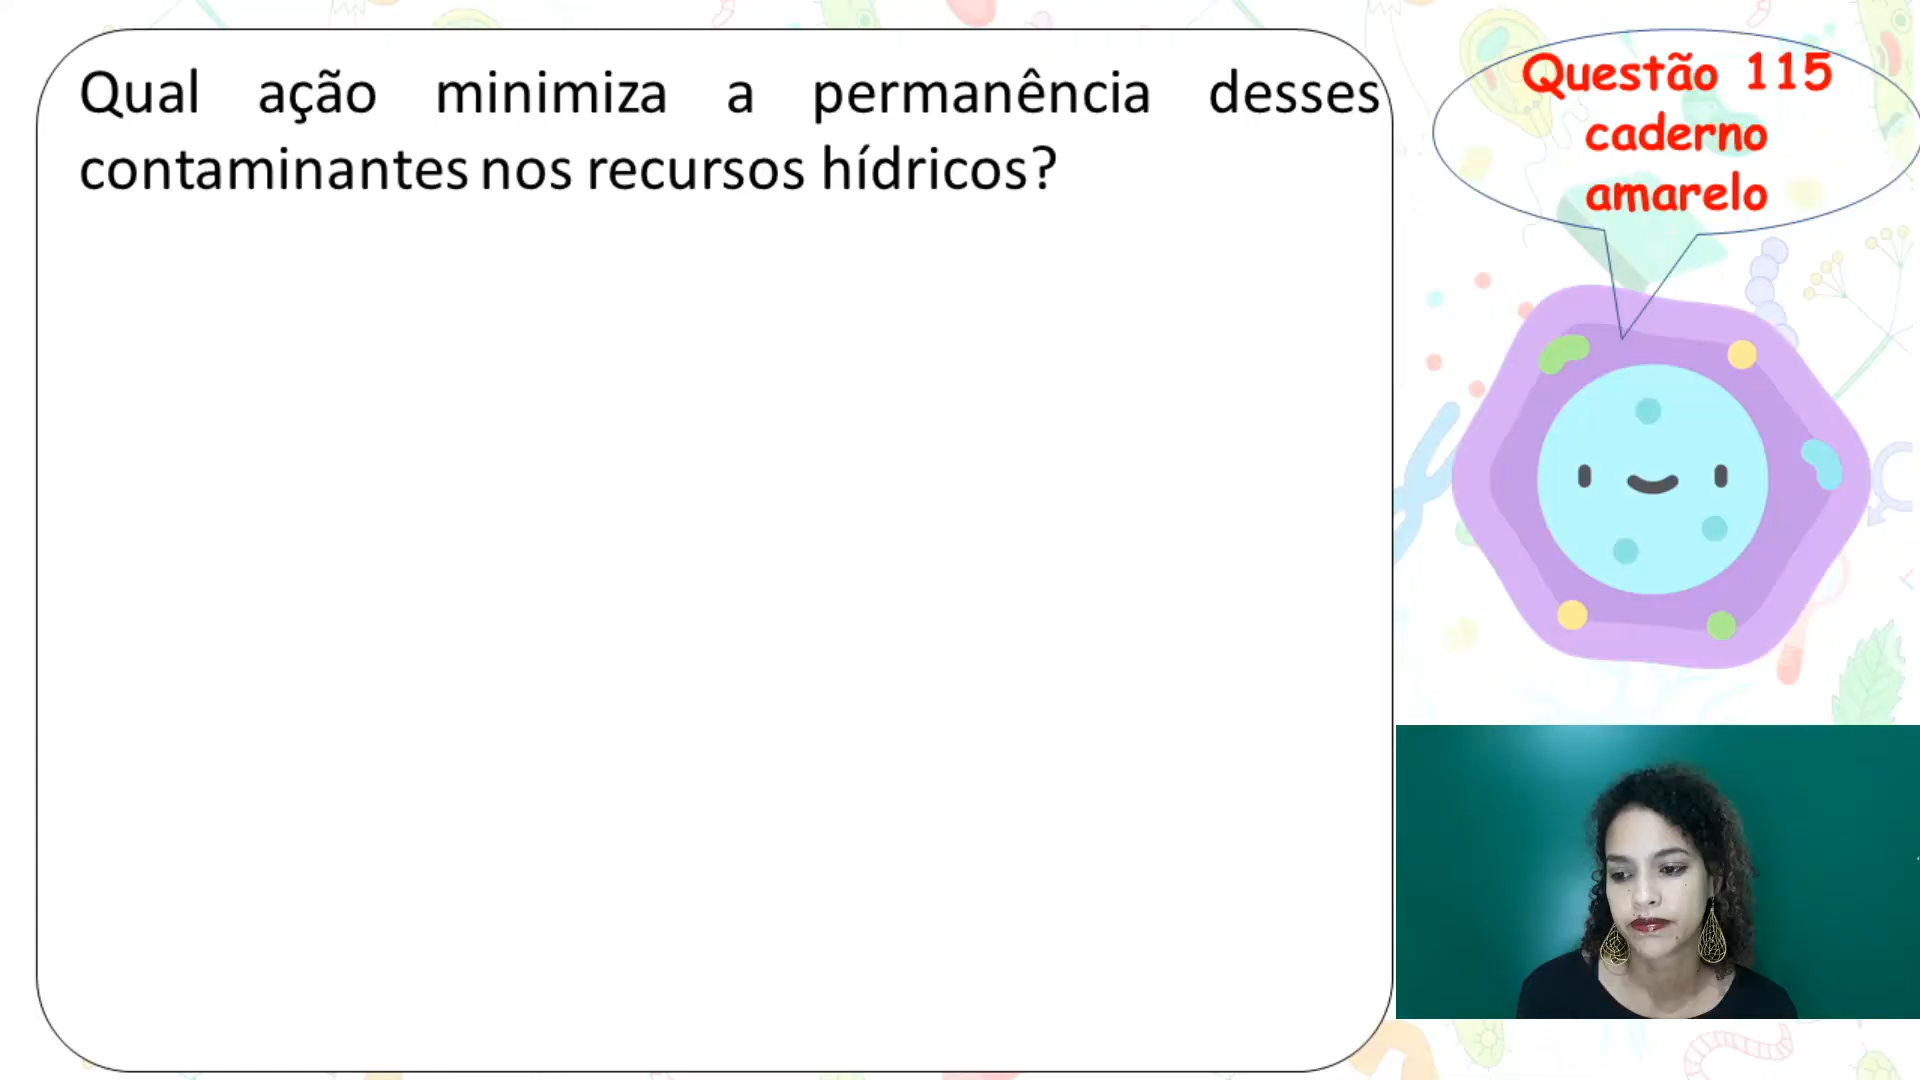 Qual ação minimiza a permanência desses
contaminantes nos recursos hídricos?
Questão 115
caderno
amarelo